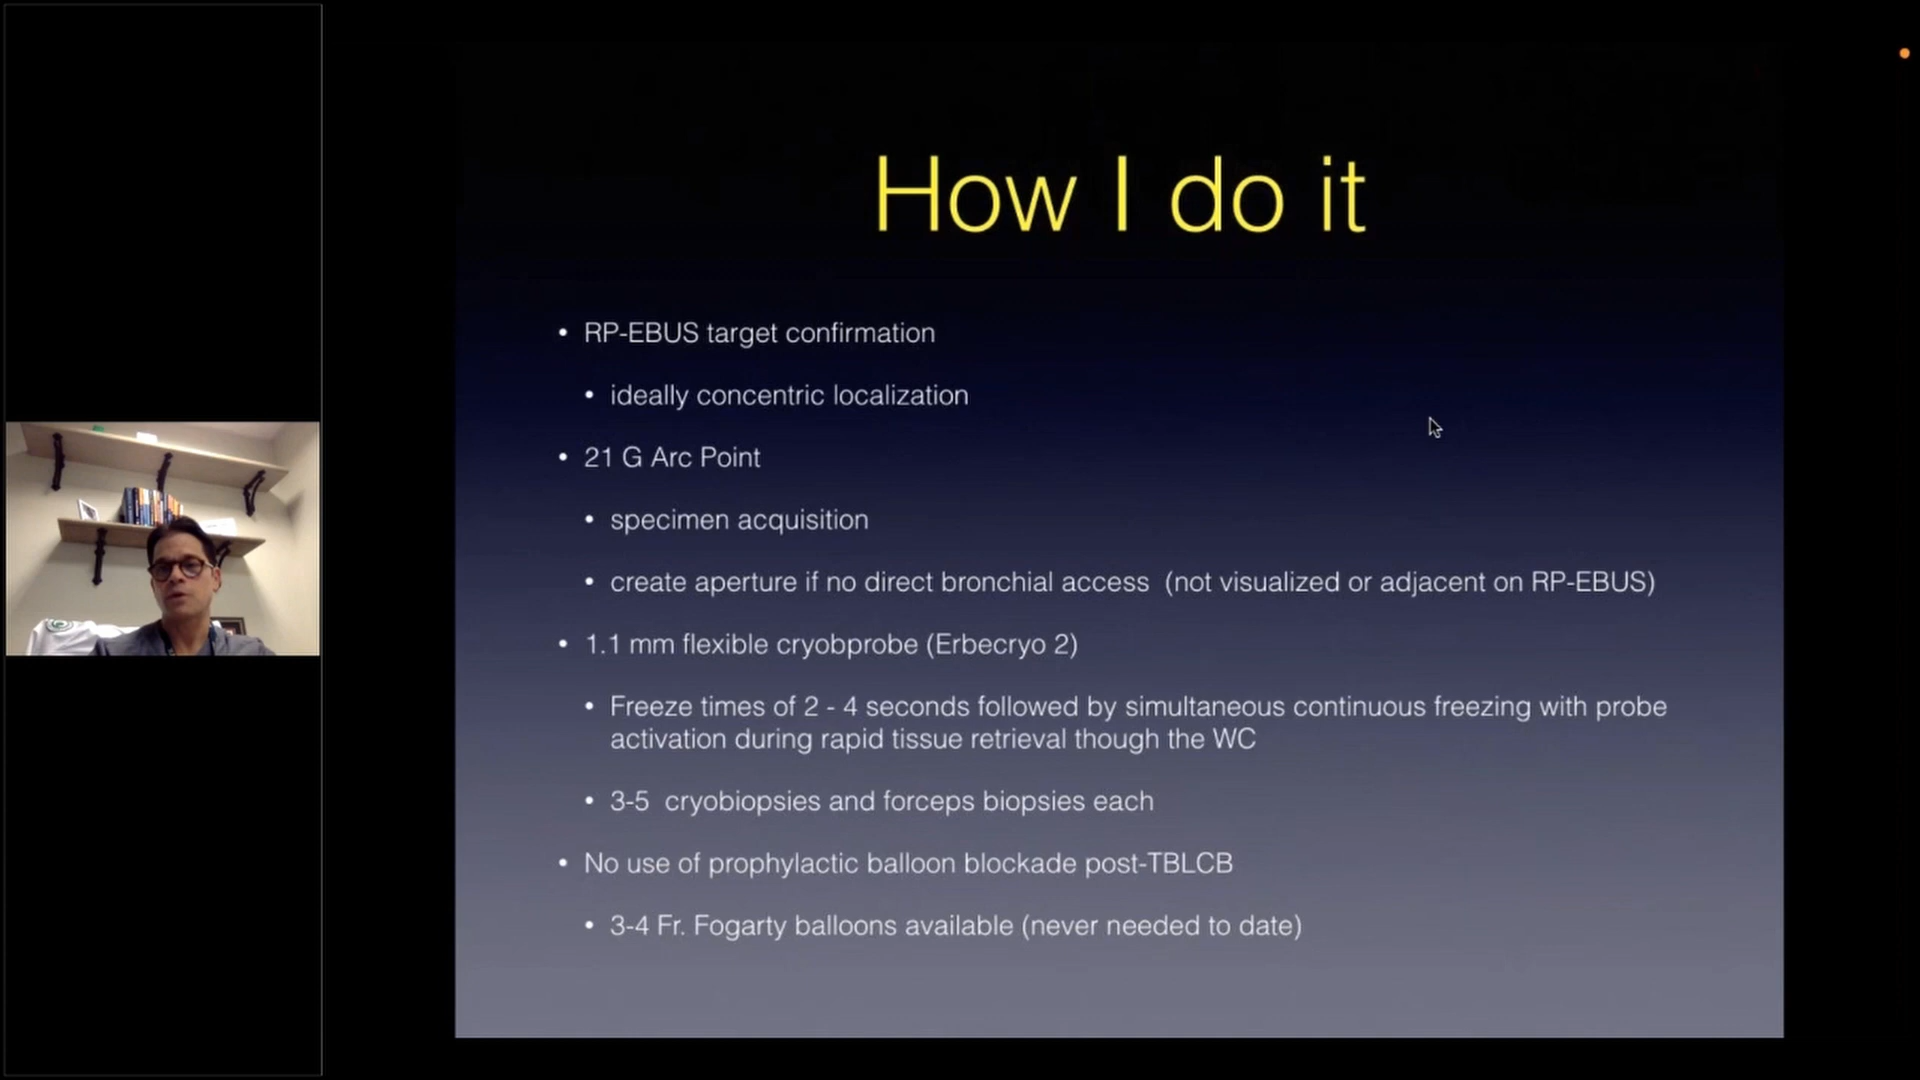 How I do it
• RP-EBUS target confirmation
• ideally concentric localization
• 21 G Arc Point
• specimen acquisition
• create aperture if no direct bronchial access (not visualized or adjacent on RP-EBUS)
• 1.1 mm flexible cryobprobe (Erbecryo 2)
• Freeze times of 2 - 4 seconds followed by simultaneous continuous freezing with probe
activation during rapid tissue retrieval though the WC
• 3-5 cryobiopsies and forceps biopsies each
• No use of prophylactic balloon blockade post-TBLCB
• 3-4 Fr. Fogarty balloons available (never needed to date)